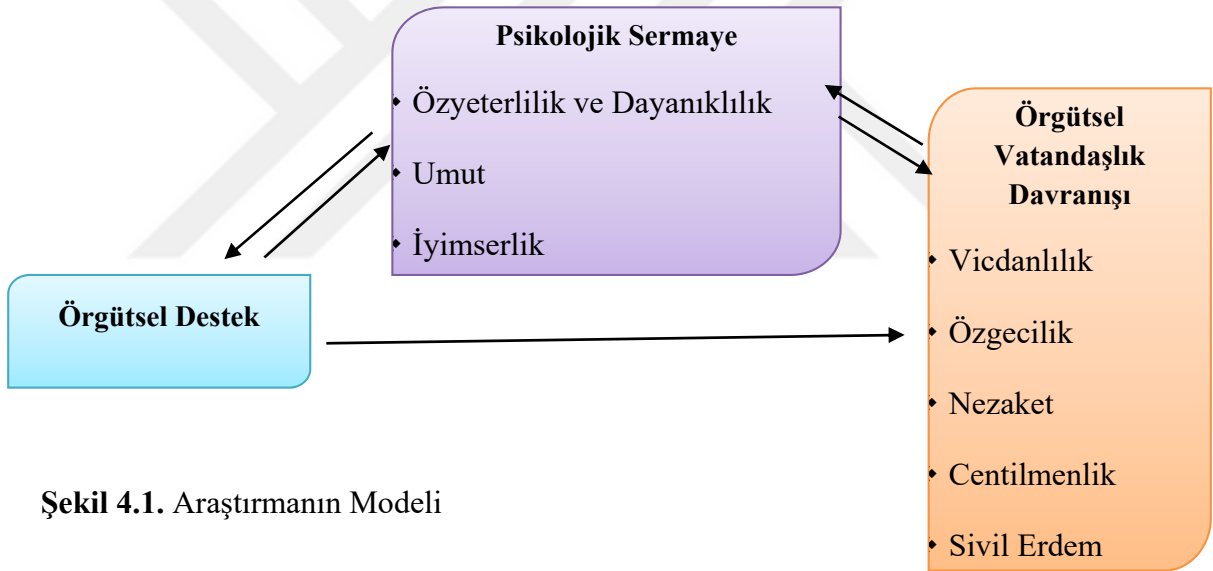 Psikolojik Sermaye
• Özyeterlilik ve Dayanıklılık
• Umut
• İyimserlik
Örgütsel Destek
Örgütsel
Vatandaşlık
Davranışı
• Vicdanlılık
• Özgecilik
• Nezaket
• Centilmenlik
• Sivil Erdem
Şekil 4.1. Araştırmanın Modeli